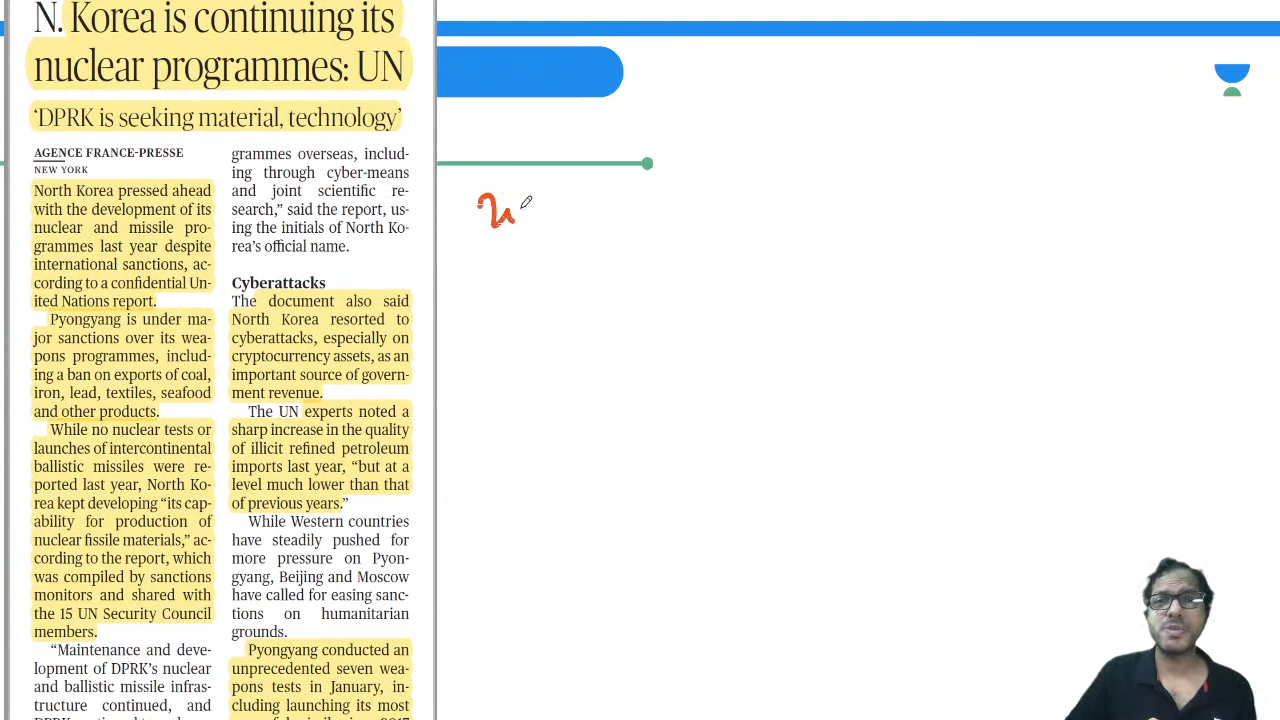 N. Korea is continuing its
nuclear programmes: UN
‘DPRK is seeking material, technology’
AGENCE FRANCE-PRESSE
NEW YORK
North Korea pressed ahead
with the development of its
nuclear and missile pro-
grammes last year despite
international sanctions, ac-
cording to a confidential Un-
ited Nations report.
Pyongyang is under ma-
jor sanctions over its wea-
pons programmes, includ-
ing a ban on exports of coal,
iron, lead, textiles, seafood
and other products.
While no nuclear tests or
launches of intercontinental
ballistic missiles were re-
ported last year, North Ko-
rea kept developing “its cap-
ability for production of
nuclear fissile materials,” ac-
cording to the report, which
was compiled by sanctions
monitors and shared with
the 15 UN Security Council
members.
“Maintenance and deve-
lopment of DPRK’s nuclear
and ballistic missile infras-
tructure continued, and
grammes overseas, includ-
ing through cyber-means
and joint scientific re-
search,” said the report, us-
ing the initials of North Ko-
rea’s official name.
Cyberattacks
The document also said
North Korea resorted to
cyberattacks, especially on
cryptocurrency assets, as an
important source of govern-
ment revenue.
The UN experts noted a
sharp increase in the quality
of illicit refined petroleum
imports last year, “but at a
level much lower than that
of previous years.”
While Western countries
have steadily pushed for
more pressure on Pyon-
gyang, Beijing and Moscow
have called for easing sanc-
tions on humanitarian
grounds.
Pyongyang conducted an
unprecedented seven wea-
pons tests in January, in-
cluding launching its most